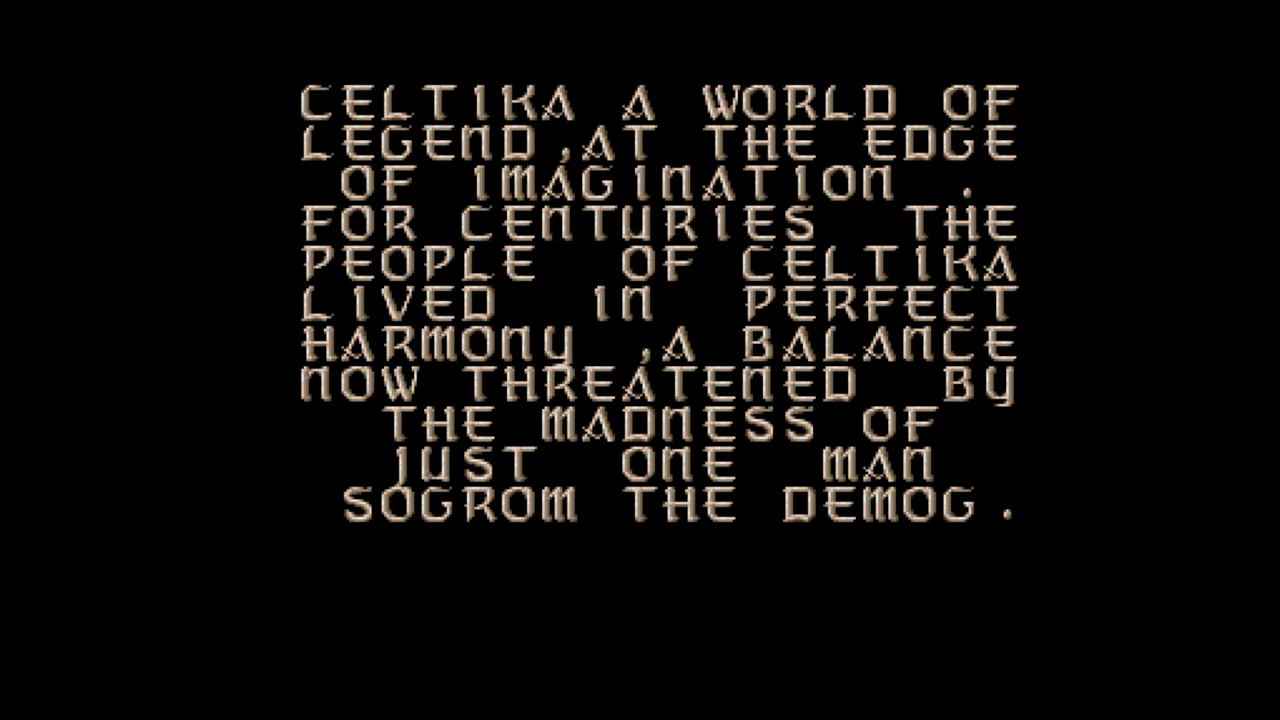 CELTIKA A WORLD OF
LEGEND ,AT THE EDGE
OF IMAGINATION .
FOR CENTURIES THE
PEOPLE OF CELTIKA
LIVED IN PERFECT
HARMONY ,A BALANCE
NOW THREATENED BY
THE MADNESS OF
JUST ONE MAN
SOGROM THE DEMOG .